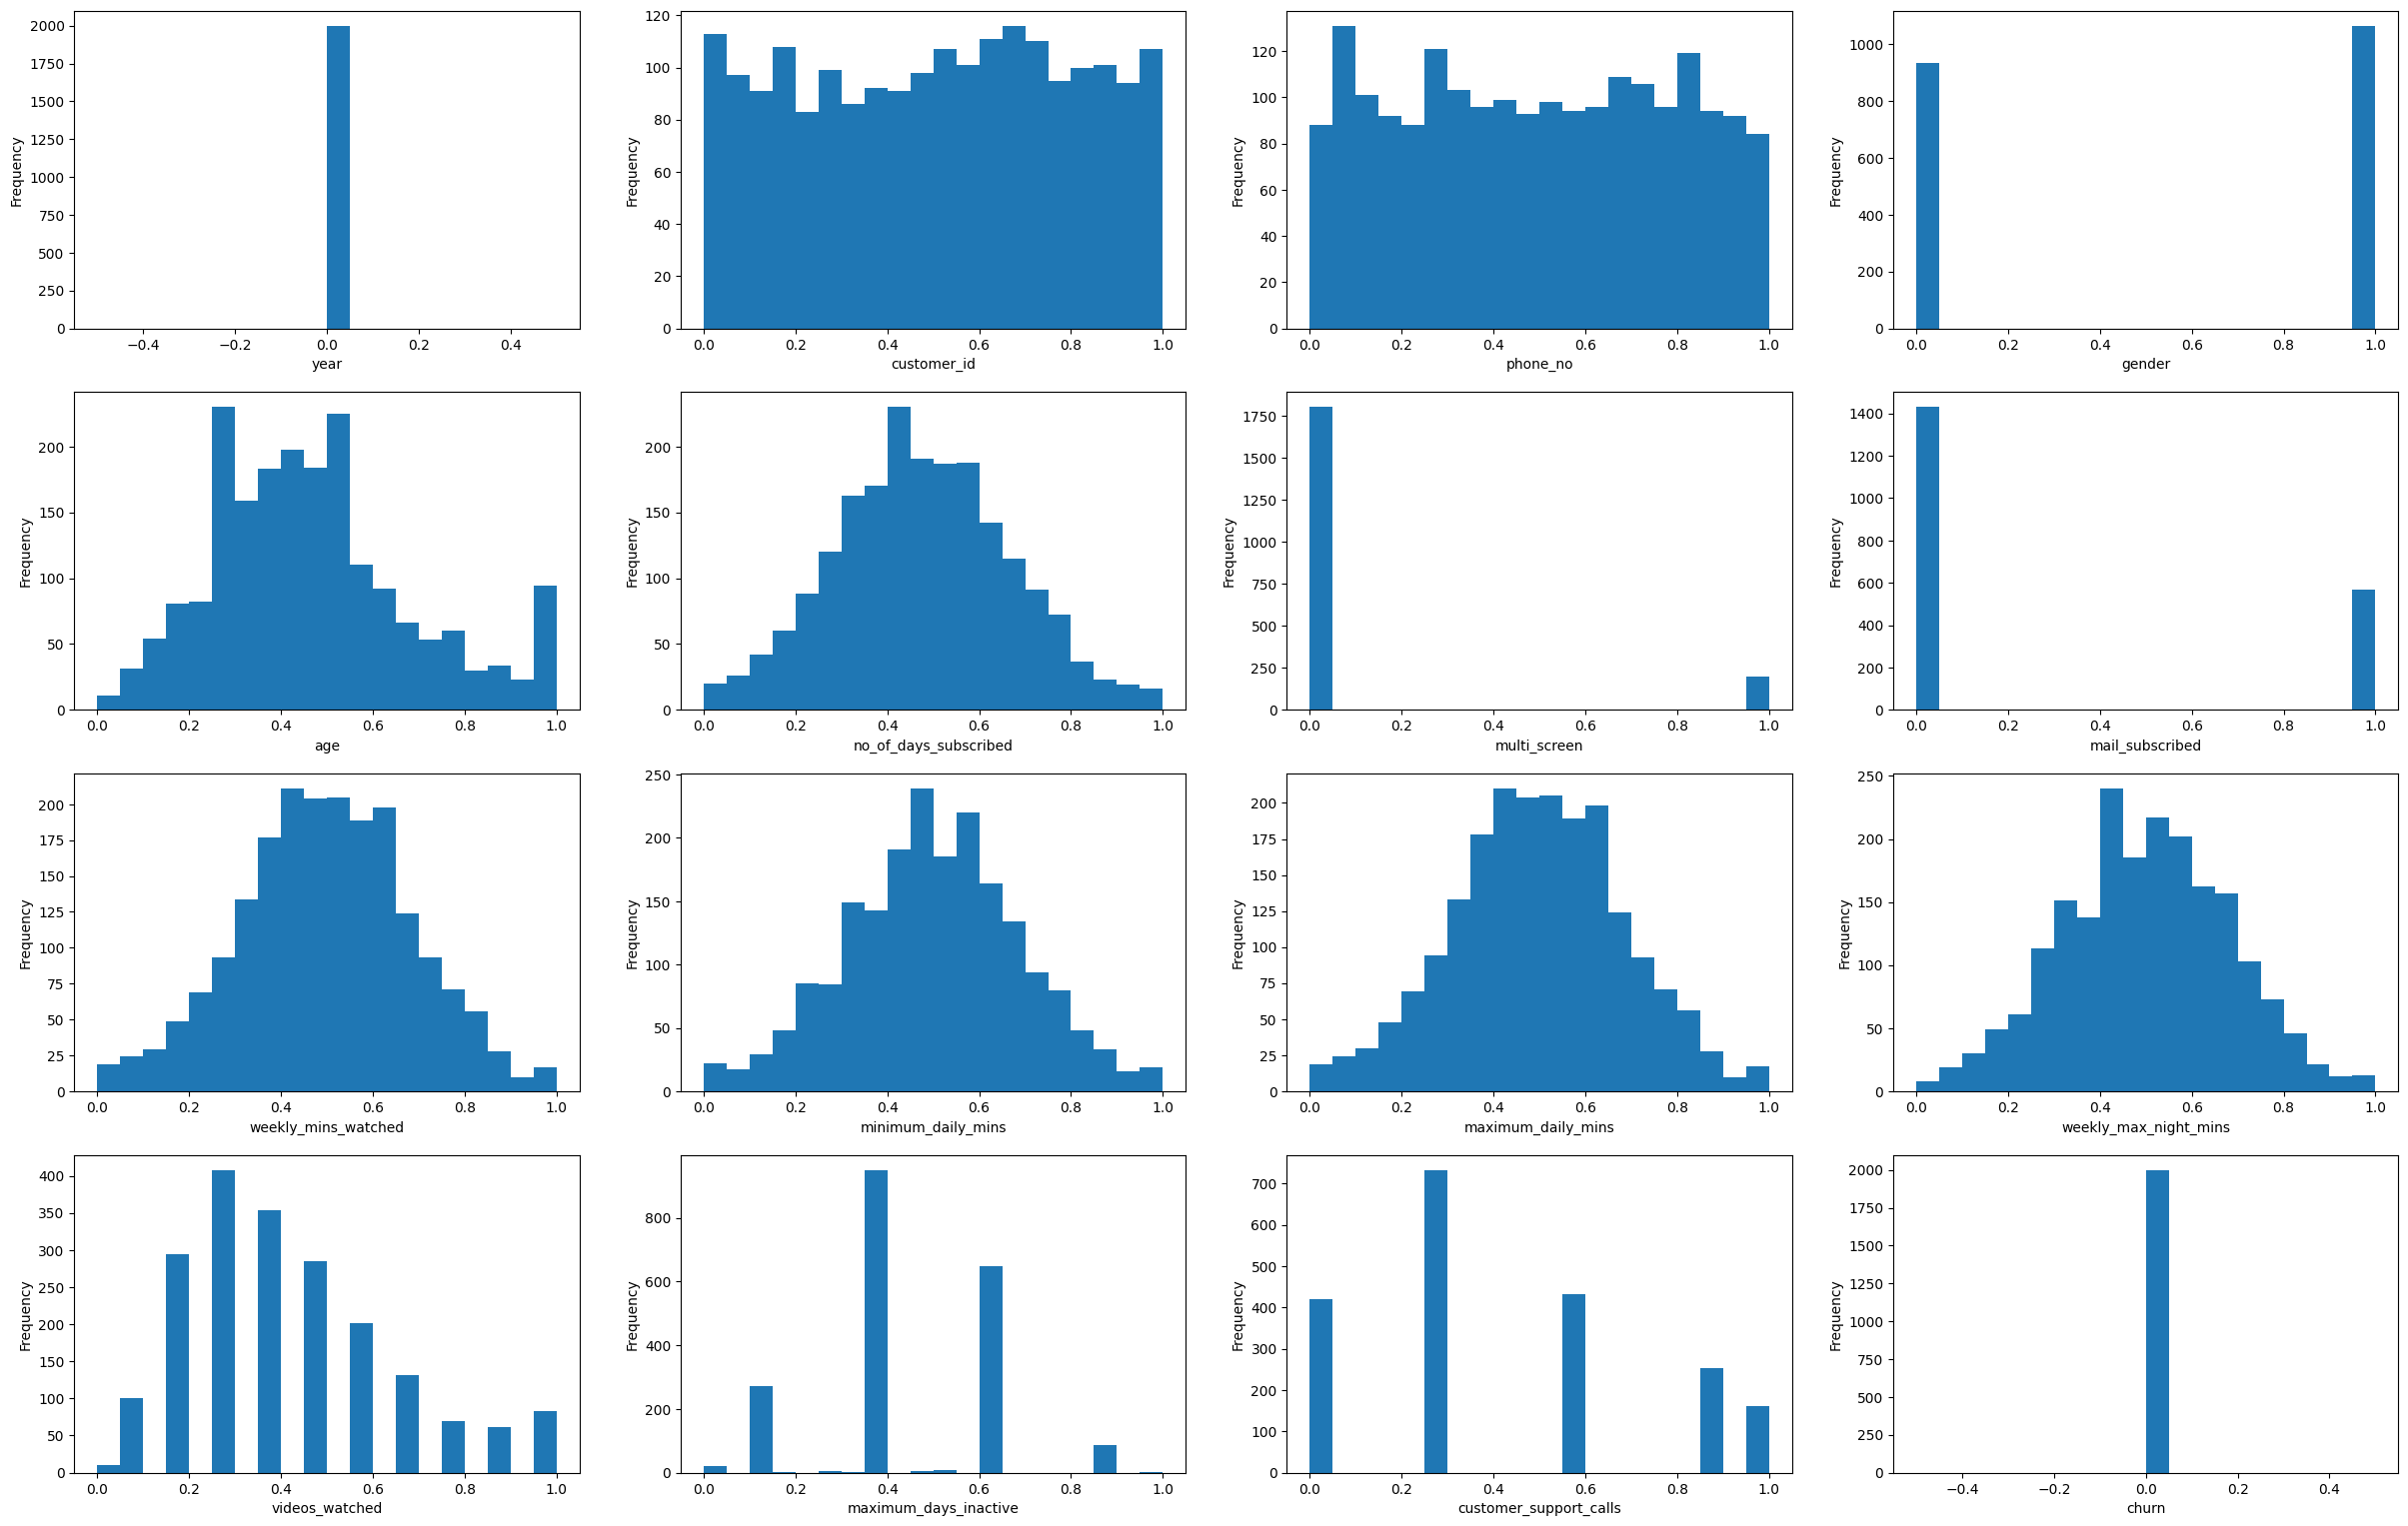 2000
1750
1500
1250
1000
750
500
250
0
Frequency
−0.4 −0.2 0.0 0.2 0.4
year
120
100
80
60
40
20
0
Frequency
0.0 0.2 0.4 0.6 0.8 1.0
customer_id
120
100
80
60
40
20
0
Frequency
0.0 0.2 0.4 0.6 0.8 1.0
phone_no
1000
800
600
400
200
0
Frequency
0.0 0.2 0.4 0.6 0.8 1.0
gender
200
150
100
50
0
Frequency
0.0 0.2 0.4 0.6 0.8 1.0
age
200
150
100
50
0
Frequency
0.0 0.2 0.4 0.6 0.8 1.0
no_of_days_subscribed
1750
1500
1250
1000
750
500
250
0
Frequency
0.0 0.2 0.4 0.6 0.8 1.0
multi_screen
1400
1200
1000
800
600
400
200
0
Frequency
0.0 0.2 0.4 0.6 0.8 1.0
mail_subscribed
200
175
150
125
100
75
50
25
0
Frequency
0.0 0.2 0.4 0.6 0.8 1.0
weekly_mins_watched
250
200
150
100
50
0
Frequency
0.0 0.2 0.4 0.6 0.8 1.0
minimum_daily_mins
200
175
150
125
100
75
50
25
0
Frequency
0.0 0.2 0.4 0.6 0.8 1.0
maximum_daily_mins
250
200
150
100
50
0
Frequency
0.0 0.2 0.4 0.6 0.8 1.0
weekly_max_night_mins
400
350
300
250
200
150
100
50
0
Frequency
0.0 0.2 0.4 0.6 0.8 1.0
videos_watched
800
600
400
200
0
Frequency
0.0 0.2 0.4 0.6 0.8 1.0
maximum_days_inactive
700
600
500
400
300
200
100
0
Frequency
0.0 0.2 0.4 0.6 0.8 1.0
customer_support_calls
2000
1750
1500
1250
1000
750
500
250
0
Frequency
−0.4 −0.2 0.0 0.2 0.4
churn